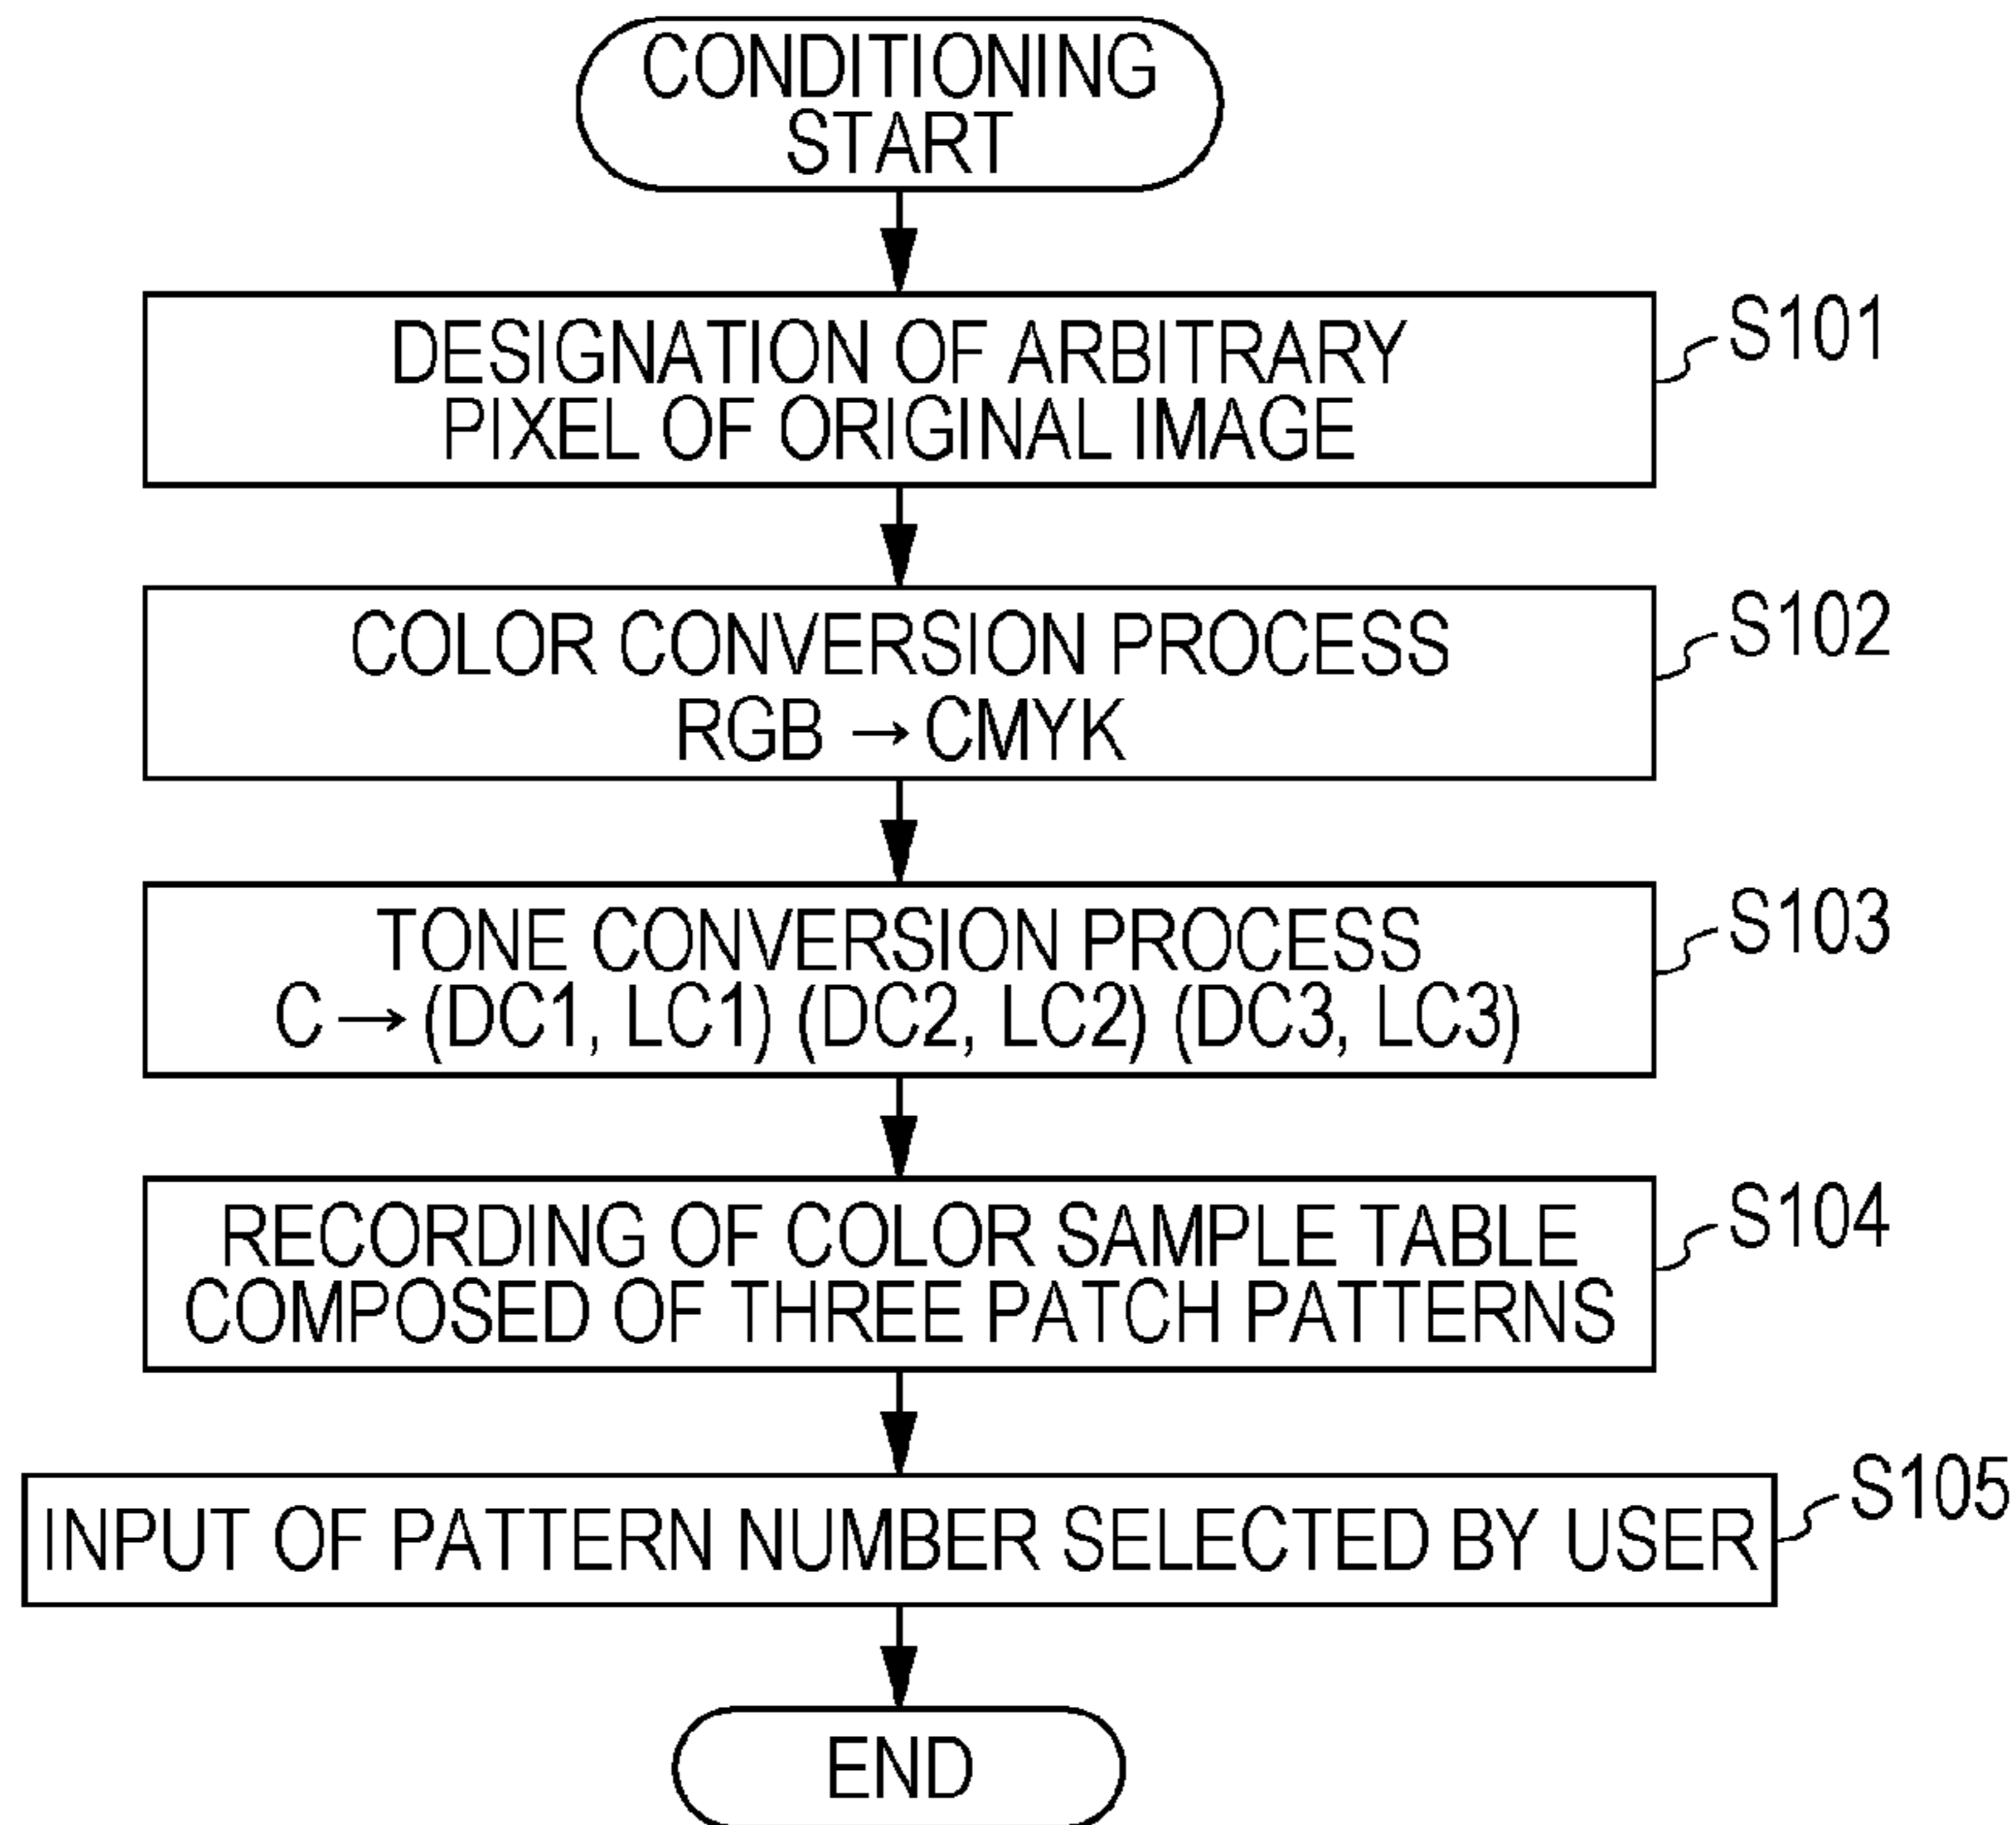 CONDITIONING
START
DESIGNATION OF ARBITRARY
PIXEL OF ORIGINAL IMAGE
S101
COLOR CONVERSION PROCESS
RGB → CMYK
S102
TONE CONVERSION PROCESS
C → (DC1, LC1) (DC2, LC2) (DC3, LC3)
S103
RECORDING OF COLOR SAMPLE TABLE
COMPOSED OF THREE PATCH PATTERNS
S104
INPUT OF PATTERN NUMBER SELECTED BY USER
S105
END